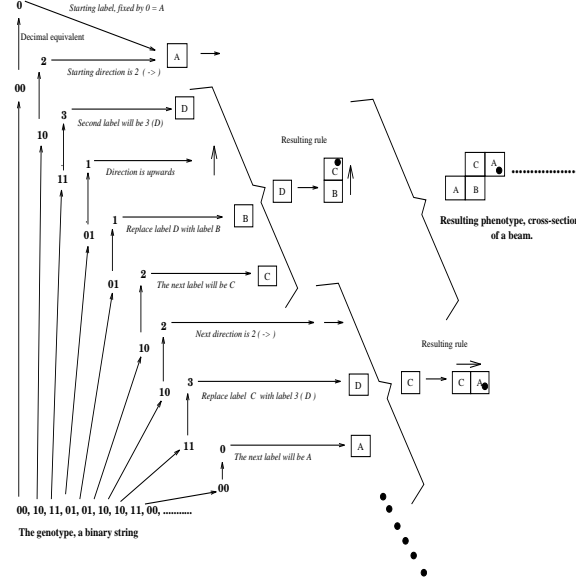 0
Starting label, fixed by 0 = A
Decimal equivalent
2
A
Starting direction is 2 ( -> )
00
3
D
Second label will be 3 (D)
10
Resulting rule
1
Direction is upwards
11
C
D
B
C
A
A
B
1
B
Replace label D with label B
01
Resulting phenotype, cross-section
of a beam.
2
C
The next label will be C
01
2
Next direction is 2 ( -> )
10
Resulting rule
3
D
C
C
A
Replace label C with label 3 ( D )
10
11
0
A
The next label will be A
00
00, 10, 11, 01, 01, 10, 10, 10, 11, 00, ...........
The genotype, a binary string